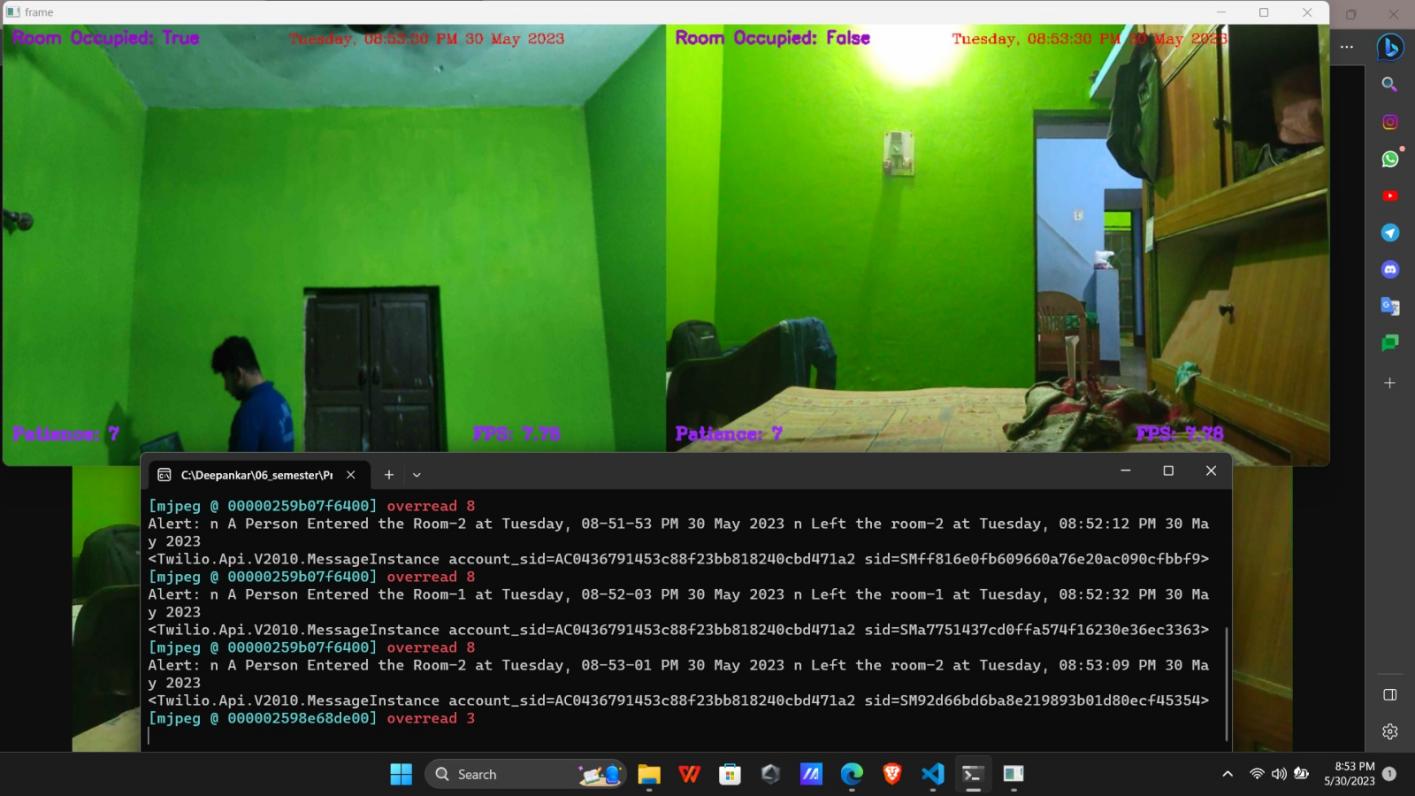 frame
Room Occupied: True
Tuesday, 08:53:30 PM 30 May 2023
Room Occupied: False
Tuesday, 08:53:30 PM 30 May 2023
Patience: 7
FPS: 7.78
Patience: 7
FPS: 7.78
C:\Deepankar\06_semester\Pr
[mjpeg @ 00000259b07f6400] overread 8
Alert: n A Person Entered the Room-2 at Tuesday, 08-51-53 PM 30 May 2023 n Left the room-2 at Tuesday, 08:52:12 PM 30 Ma
y 2023
<Twilio.Api.V2010.MessageInstance account_sid=AC0436791453c88f23bb818240cbd471a2 sid=SMff816e0fb609660a76e20ac090cfbbf9>
[mjpeg @ 00000259b07f6400] overread 8
Alert: n A Person Entered the Room-1 at Tuesday, 08-52-03 PM 30 May 2023 n Left the room-1 at Tuesday, 08:52:32 PM 30 Ma
y 2023
<Twilio.Api.V2010.MessageInstance account_sid=AC0436791453c88f23bb818240cbd471a2 sid=SMa7751437cd0ffa574f16230e36ec3363>
[mjpeg @ 00000259b07f6400] overread 8
Alert: n A Person Entered the Room-2 at Tuesday, 08-53-01 PM 30 May 2023 n Left the room-2 at Tuesday, 08:53:09 PM 30 Ma
y 2023
<Twilio.Api.V2010.MessageInstance account_sid=AC0436791453c88f23bb818240cbd471a2 sid=SM92d66bd6ba8e219893b01d80ecf45354>
[mjpeg @ 000002598e68de00] overread 3
Search
8:53 PM
5/30/2023
1